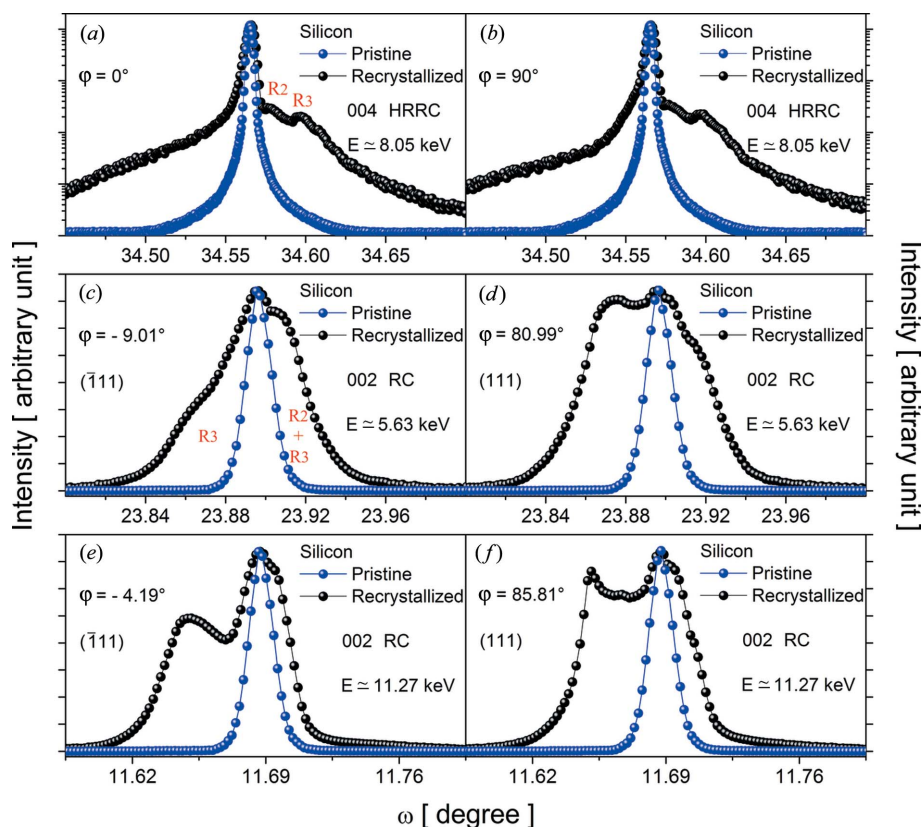 (a)
φ = 0°
Silicon
Pristine
Recrystallized
R2
R3
004 HRRC
E ≃ 8.05 keV
34.50 34.55 34.60 34.65
(b)
φ = 90°
Silicon
Pristine
Recrystallized
004 HRRC
E ≃ 8.05 keV
34.50 34.55 34.60 34.65
(c)
φ = - 9.01°
(1̄11)
Silicon
Pristine
Recrystallized
002 RC
E ≃ 5.63 keV
R3
R2
+
R3
23.84 23.88 23.92 23.96
(d)
φ = 80.99°
(111)
Silicon
Pristine
Recrystallized
002 RC
E ≃ 5.63 keV
23.84 23.88 23.92 23.96
(e)
φ = - 4.19°
(1̄11)
Silicon
Pristine
Recrystallized
002 RC
E ≃ 11.27 keV
11.62 11.69 11.76
(f)
φ = 85.81°
(111)
Silicon
Pristine
Recrystallized
002 RC
E ≃ 11.27 keV
11.62 11.69 11.76
Intensity [ arbitrary unit ]
Intensity [ arbitrary unit ]
ω [ degree ]